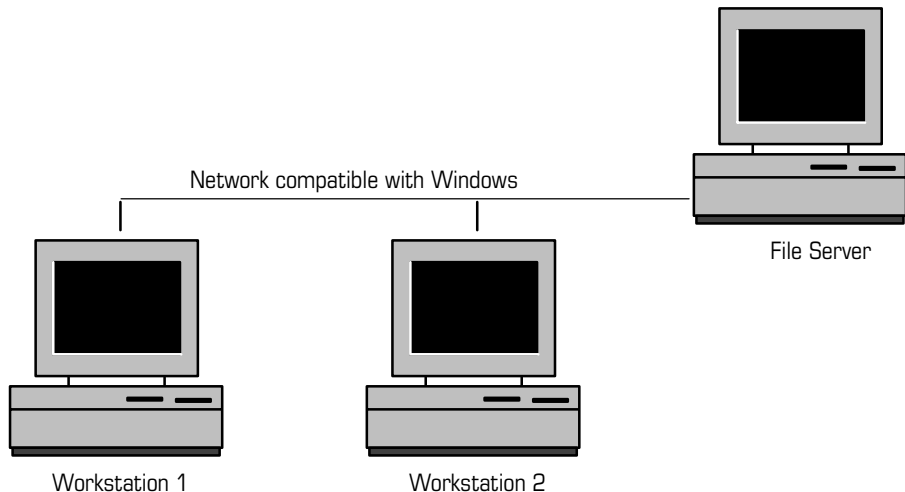 Network compatible with Windows
File Server
Workstation 1
Workstation 2